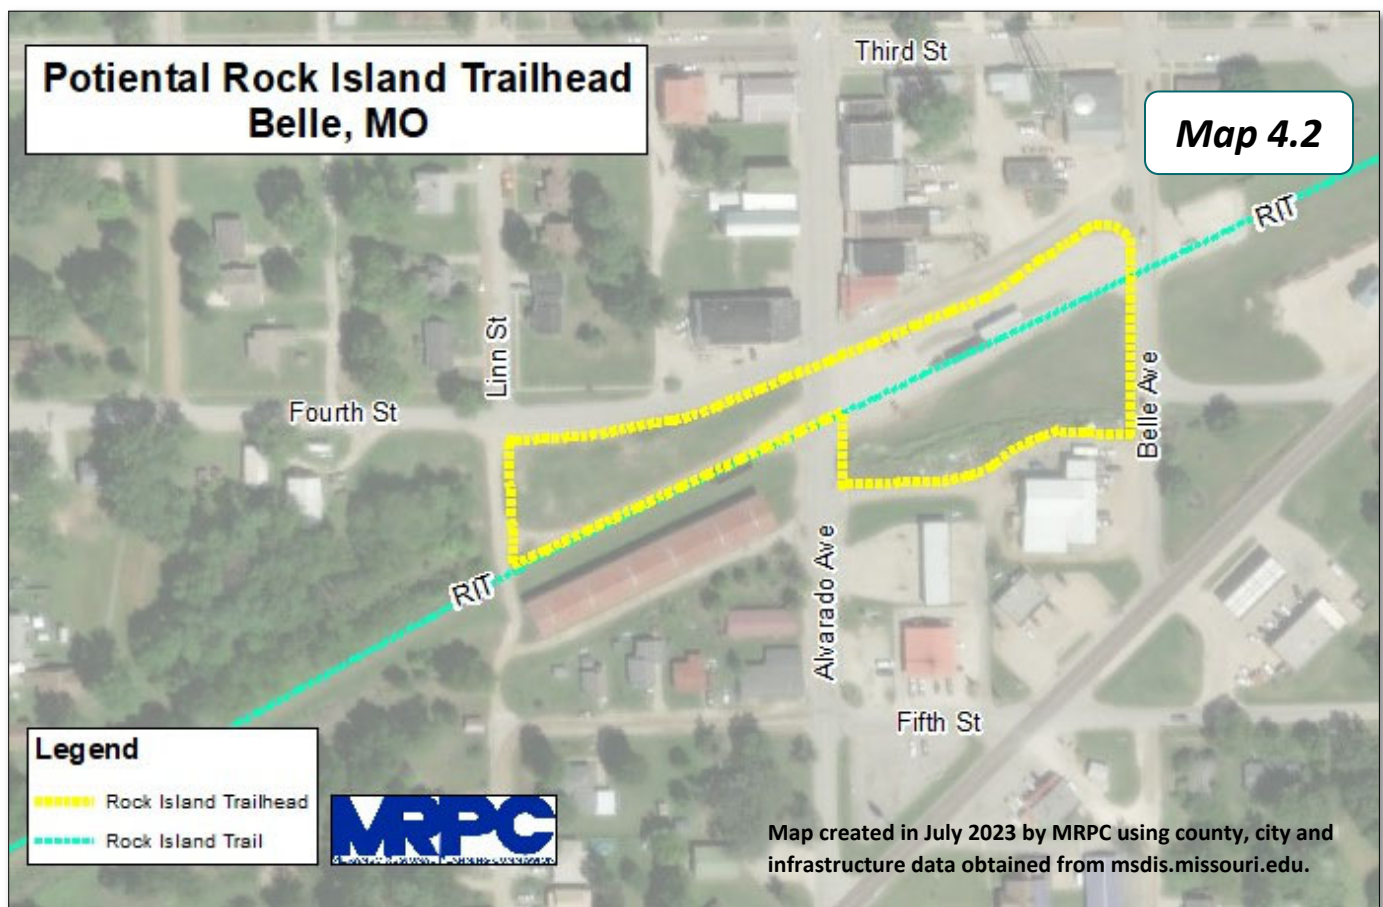 Third St
Potiental Rock Island Trailhead
Belle, MO
Map 4.2
RIT
Linn St
Belle Ave
Fourth St
Alvarado Ave
RIT
Fifth St
Legend
Rock Island Trailhead
Rock Island Trail
MRPC
Map created in July 2023 by MRPC using county, city and
infrastructure data obtained from msdis.missouri.edu.